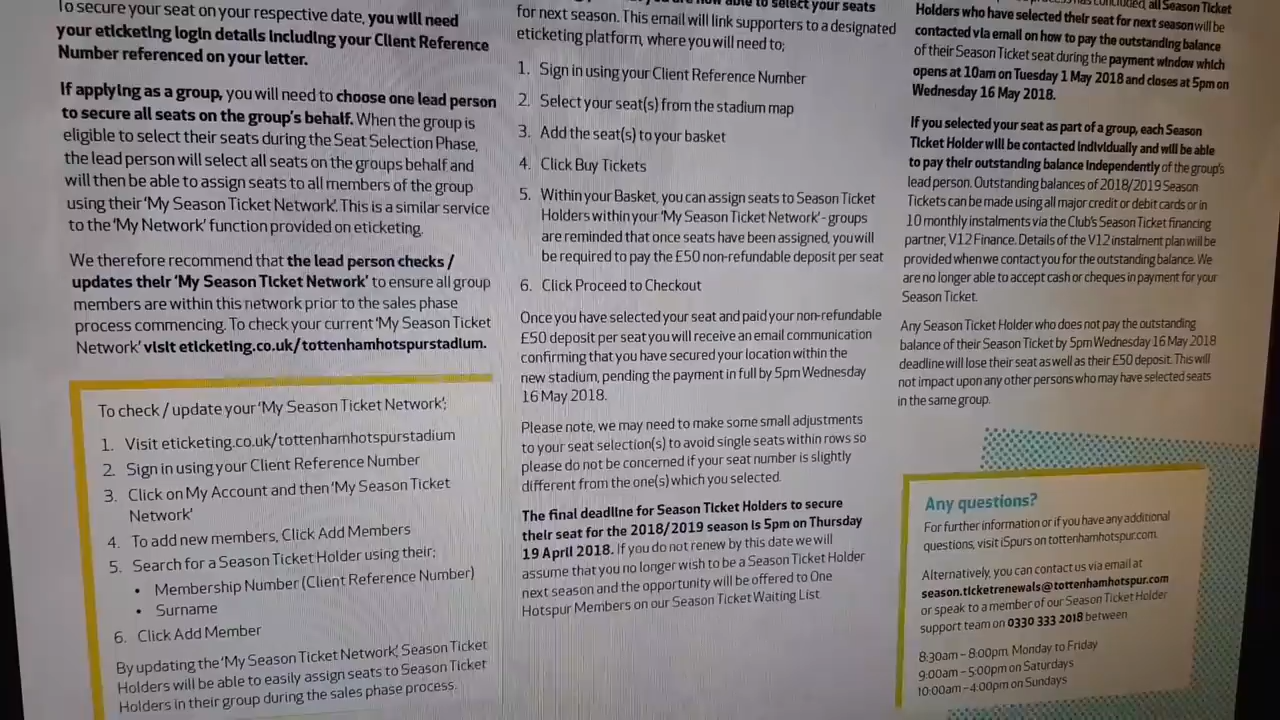 To secure your seat on your respective date, you will need
your eticketing login details including your Client Reference
Number referenced on your letter.
If applying as a group, you will need to choose one lead person
to secure all seats on the group's behalf. When the group is
eligible to select their seats during the Seat Selection Phase,
the lead person will select all seats on the groups behalf and
will then be able to assign seats to all members of the group
using their 'My Season Ticket Network'. This is a similar service
to the 'My Network' function provided on eticketing.
We therefore recommend that the lead person checks /
updates their 'My Season Ticket Network' to ensure all group
members are within this network prior to the sales phase
process commencing. To check your current 'My Season Ticket
Network' visit eticketing.co.uk/tottenhamhotspurstadium.
To check / update your 'My Season Ticket Network';
1. Visit eticketing.co.uk/tottenhamhotspurstadium
2. Sign in using your Client Reference Number
3. Click on My Account and then 'My Season Ticket
Network'
4. To add new members, Click Add Members
5. Search for a Season Ticket Holder using their;
• Membership Number (Client Reference Number)
• Surname
6. Click Add Member
By updating the 'My Season Ticket Network', Season Ticket
Holders will be able to easily assign seats to Season Ticket
Holders in their group during the sales phase process.
now able to select your seats
for next season. This email will link supporters to a designated
eticketing platform, where you will need to;
1. Sign in using your Client Reference Number
2. Select your seat(s) from the stadium map
3. Add the seat(s) to your basket
4. Click Buy Tickets
5. Within your Basket, you can assign seats to Season Ticket
Holders within your 'My Season Ticket Network' - groups
are reminded that once seats have been assigned, you will
be required to pay the £50 non-refundable deposit per seat
6. Click Proceed to Checkout
Once you have selected your seat and paid your non-refundable
£50 deposit per seat you will receive an email communication
confirming that you have secured your location within the
new stadium, pending the payment in full by 5pm Wednesday
16 May 2018.
Please note, we may need to make some small adjustments
to your seat selection(s) to avoid single seats within rows so
please do not be concerned if your seat number is slightly
different from the one(s) which you selected.
The final deadline for Season Ticket Holders to secure
their seat for the 2018/2019 season is 5pm on Thursday
19 April 2018. If you do not renew by this date we will
assume that you no longer wish to be a Season Ticket Holder
next season and the opportunity will be offered to One
Hotspur Members on our Season Ticket Waiting List
concluded, all Season Ticket
Holders who have selected their seat for next season will be
contacted via email on how to pay the outstanding balance
of their Season Ticket seat during the payment window which
opens at 10am on Tuesday 1 May 2018 and closes at 5pm on
Wednesday 16 May 2018.
If you selected your seat as part of a group, each Season
Ticket Holder will be contacted individually and will be able
to pay their outstanding balance independently of the group's
lead person. Outstanding balances of 2018/2019 Season
Tickets can be made using all major credit or debit cards or in
10 monthly instalments via the Club's Season Ticket financing
partner, V12 Finance. Details of the V12 instalment plan will be
provided when we contact you for the outstanding balance. We
are no longer able to accept cash or cheques in payment for your
Season Ticket.
Any Season Ticket Holder who does not pay the outstanding
balance of their Season Ticket by 5pm Wednesday 16 May 2018
deadline will lose their seat as well as their £50 deposit. This will
not impact upon any other persons who may have selected seats
in the same group.
Any questions?
For further information or if you have any additional
questions, visit iSpurs on tottenhamhotspur.com.
Alternatively, you can contact us via email at
season.ticketrenewals@tottenhamhotspur.com
or speak to a member of our Season Ticket Holder
support team on 0330 333 2018 between
8:30am – 8:00pm, Monday to Friday
9:00am – 5:00pm on Saturdays
10:00am – 4:00pm on Sundays